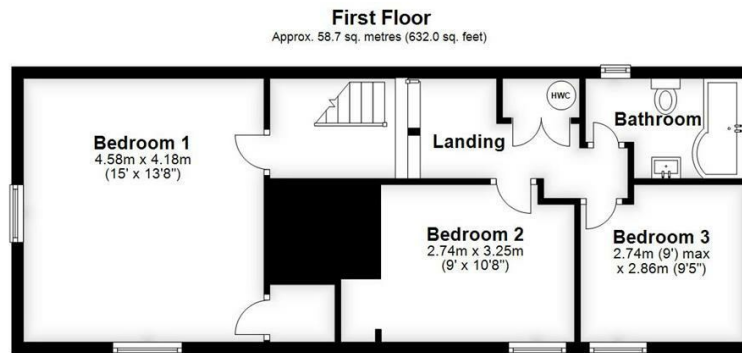 First Floor
Approx. 58.7 sq. metres (632.0 sq. feet)
HWC
Bathroom
Bedroom 1
4.58m x 4.18m
(15' x 13'8")
Landing
Bedroom 2
2.74m x 3.25m
(9' x 10'8")
Bedroom 3
2.74m (9') max
x 2.86m (9'5")